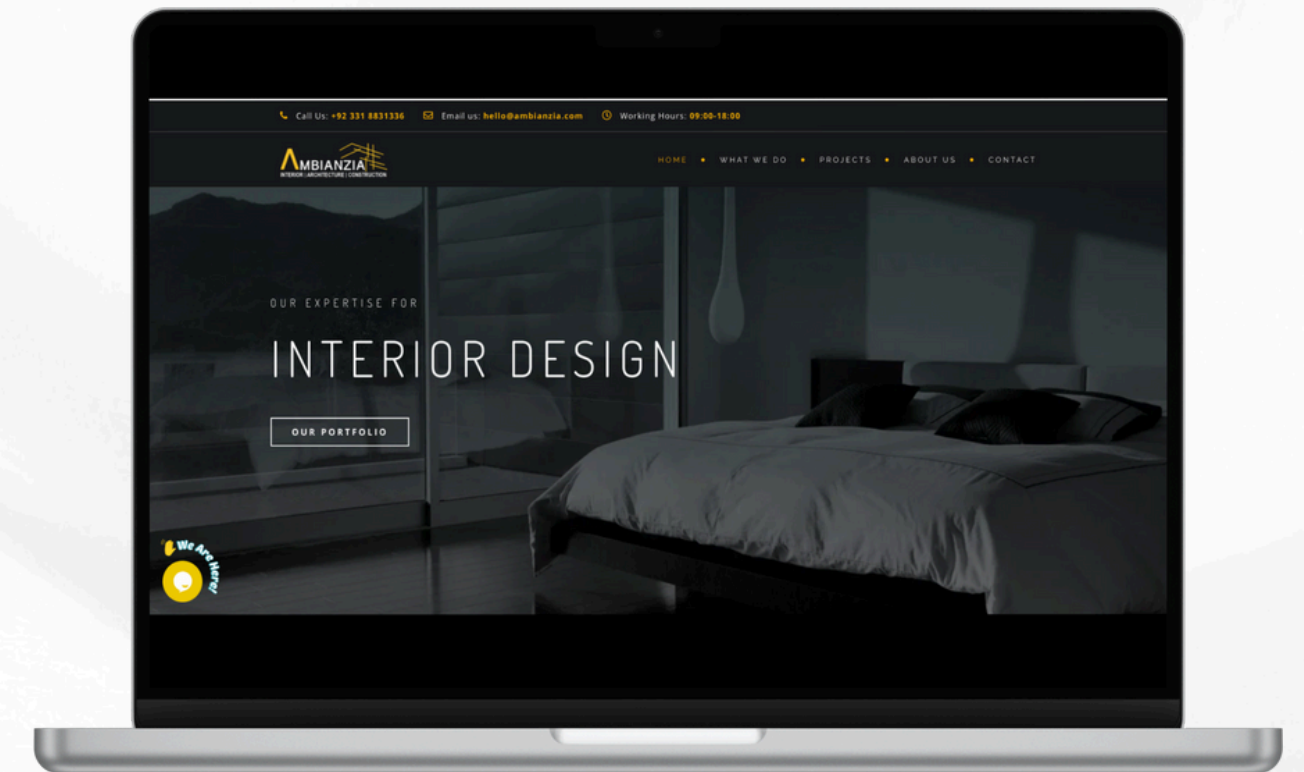 Call Us: +92 331 8831336 Email us: hello@ambianzia.com Working Hours: 09:00-18:00
AMBIANZIA
INTERIOR | ARCHITECTURE | CONSTRUCTION
HOME WHAT WE DO PROJECTS ABOUT US CONTACT
OUR EXPERTISE FOR
INTERIOR DESIGN
OUR PORTFOLIO
We Are Here!